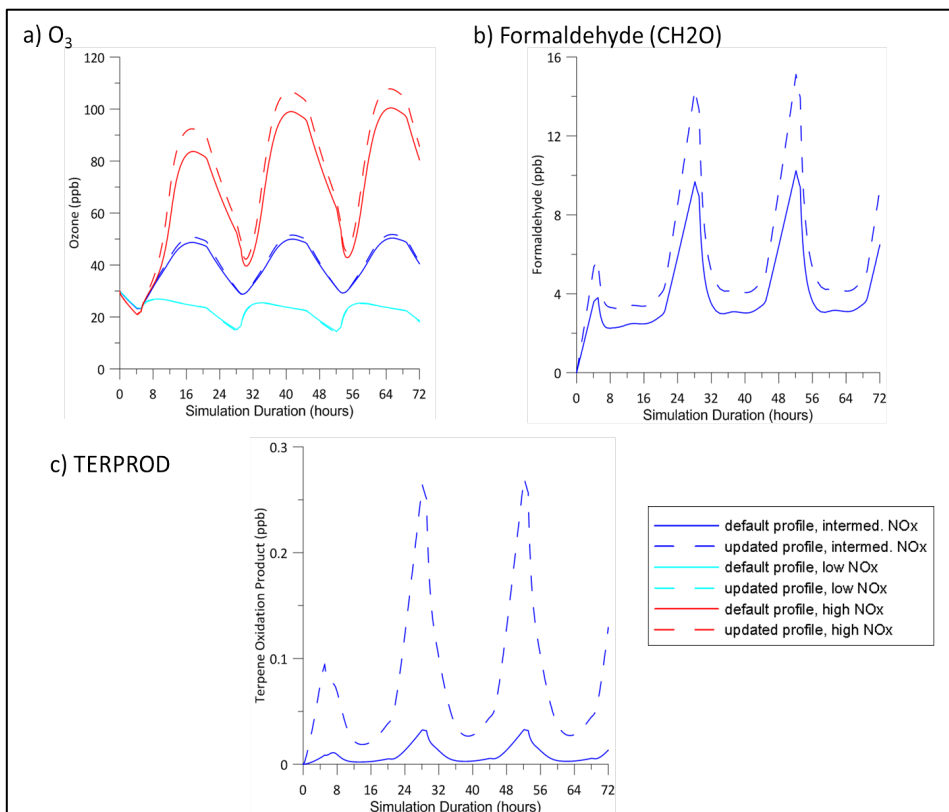 a) O3
b) Formaldehyde (CH2O)
120
100
80
60
40
20
0
Ozone (ppb)
0 8 16 24 32 40 48 56 64 72
Simulation Duration (hours)
16
12
8
4
0
Formaldehyde (ppb)
0 8 16 24 32 40 48 56 64 72
Simulation Duration (hours)
c) TERPROD
0.3
0.2
0.1
0
Terpene Oxidation Product (ppb)
0 8 16 24 32 40 48 56 64 72
Simulation Duration (hours)
default profile, intermed. NOx
updated profile, intermed. NOx
default profile, low NOx
updated profile, low NOx
default profile, high NOx
updated profile, high NOx